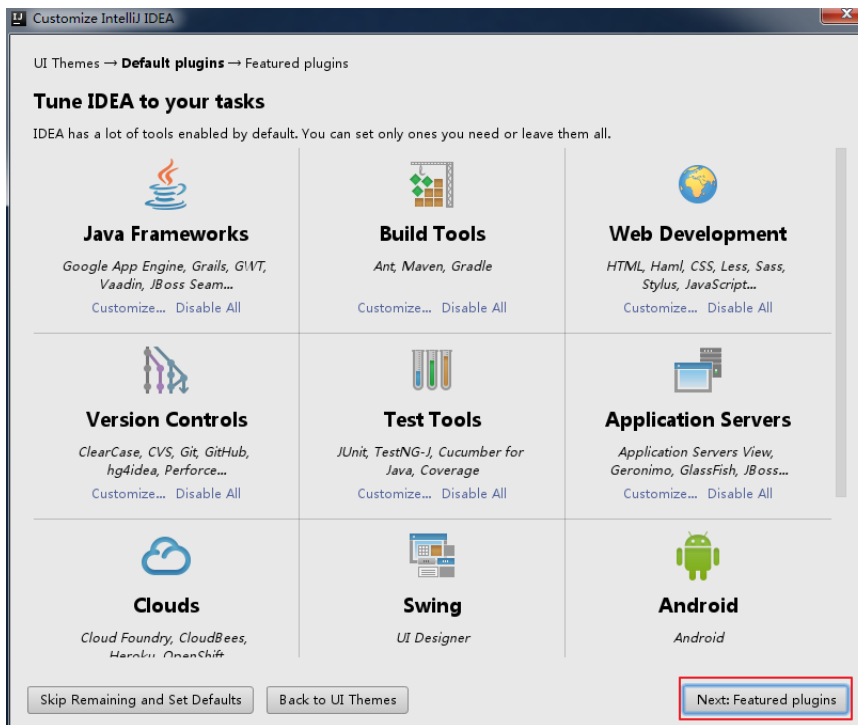 Customize IntelliJ IDEA
UI Themes → Default plugins → Featured plugins
Tune IDEA to your tasks
IDEA has a lot of tools enabled by default. You can set only ones you need or leave them all.
Java Frameworks
Google App Engine, Grails, GWT,
Vaadin, JBoss Seam...
Customize... Disable All
Build Tools
Ant, Maven, Gradle
Customize... Disable All
Web Development
HTML, Haml, CSS, Less, Sass,
Stylus, JavaScript...
Customize... Disable All
Version Controls
ClearCase, CVS, Git, GitHub,
hg4idea, Perforce...
Customize... Disable All
Test Tools
JUnit, TestNG-J, Cucumber for
Java, Coverage
Customize... Disable All
Application Servers
Application Servers View,
Geronimo, GlassFish, JBoss...
Customize... Disable All
Clouds
Cloud Foundry, CloudBees,
Heroku, OpenShift
Swing
UI Designer
Android
Android
Skip Remaining and Set Defaults
Back to UI Themes
Next: Featured plugins